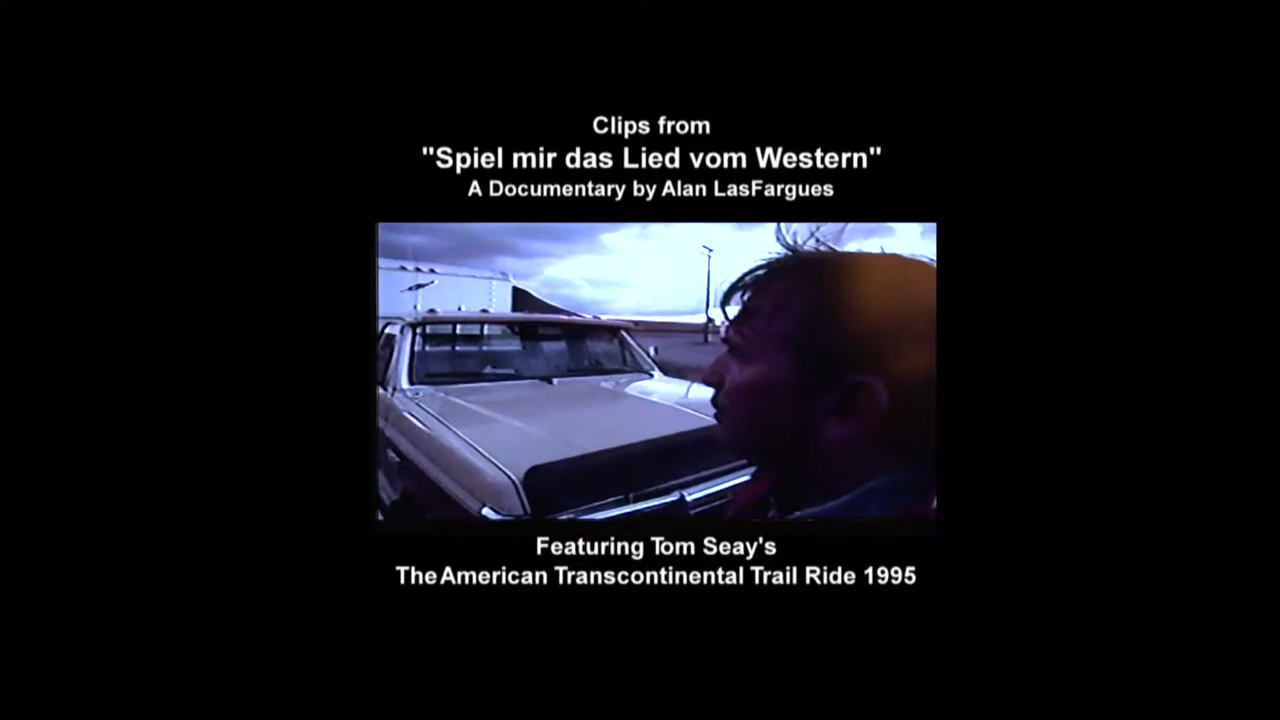 Clips from
"Spiel mir das Lied vom Western"
A Documentary by Alan LasFargues
Featuring Tom Seay's
The American Transcontinental Trail Ride 1995